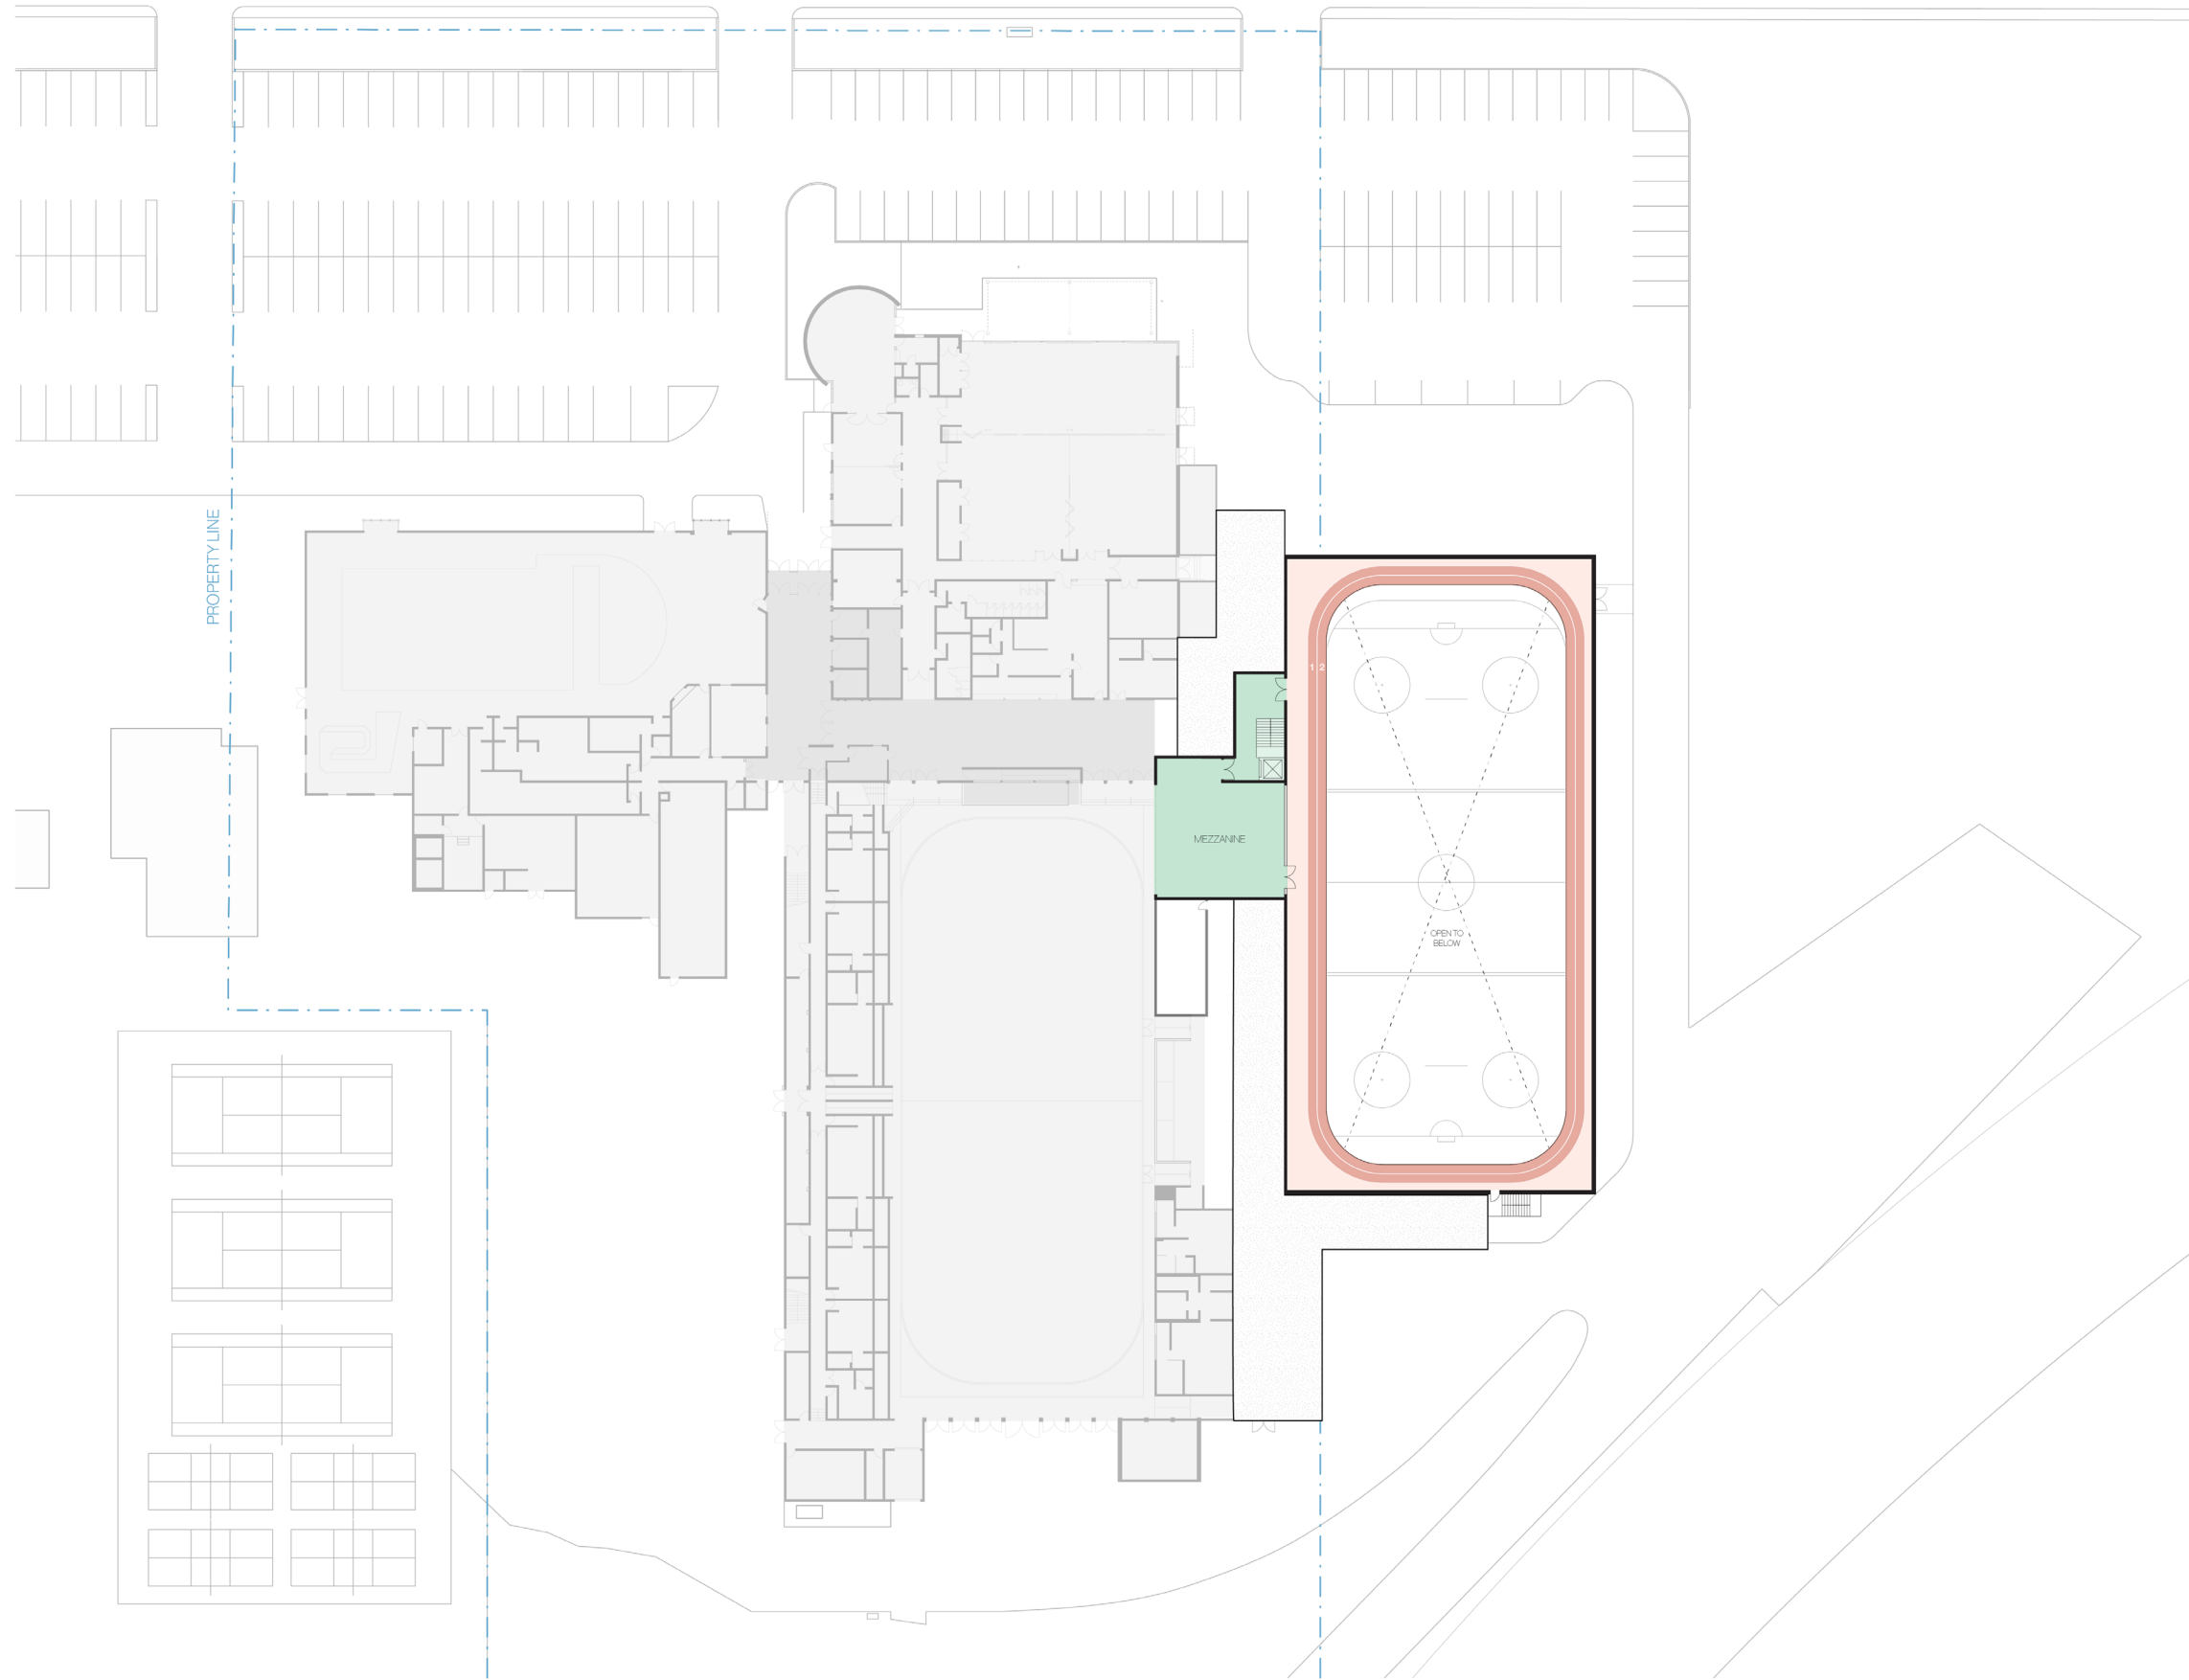 PROPERTY LINE
1 2
MEZZANINE
OPEN TO
BELOW